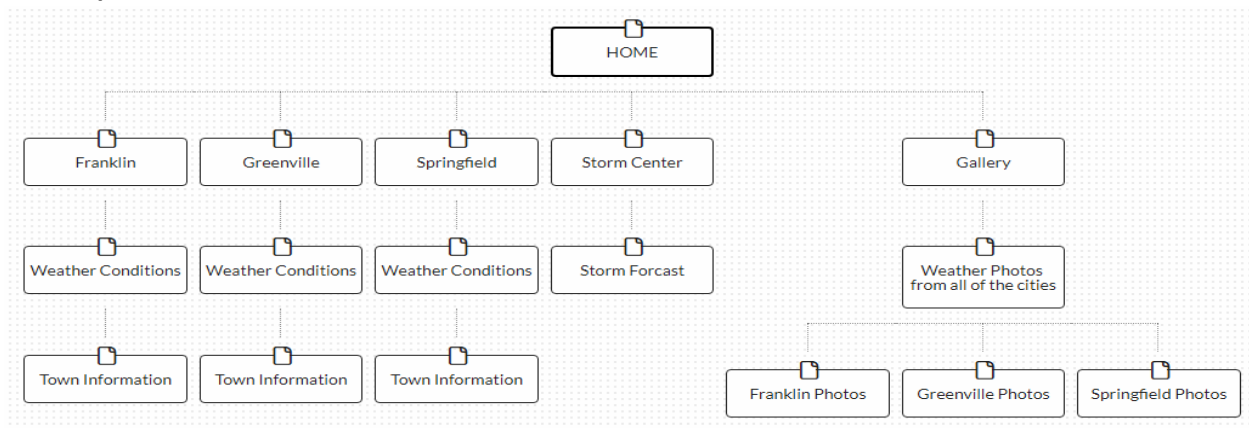 HOME
Franklin
Greenville
Springfield
Storm Center
Gallery
Weather Conditions
Weather Conditions
Weather Conditions
Storm Forcast
Weather Photos
from all of the cities
Town Information
Town Information
Town Information
Franklin Photos
Greenville Photos
Springfield Photos